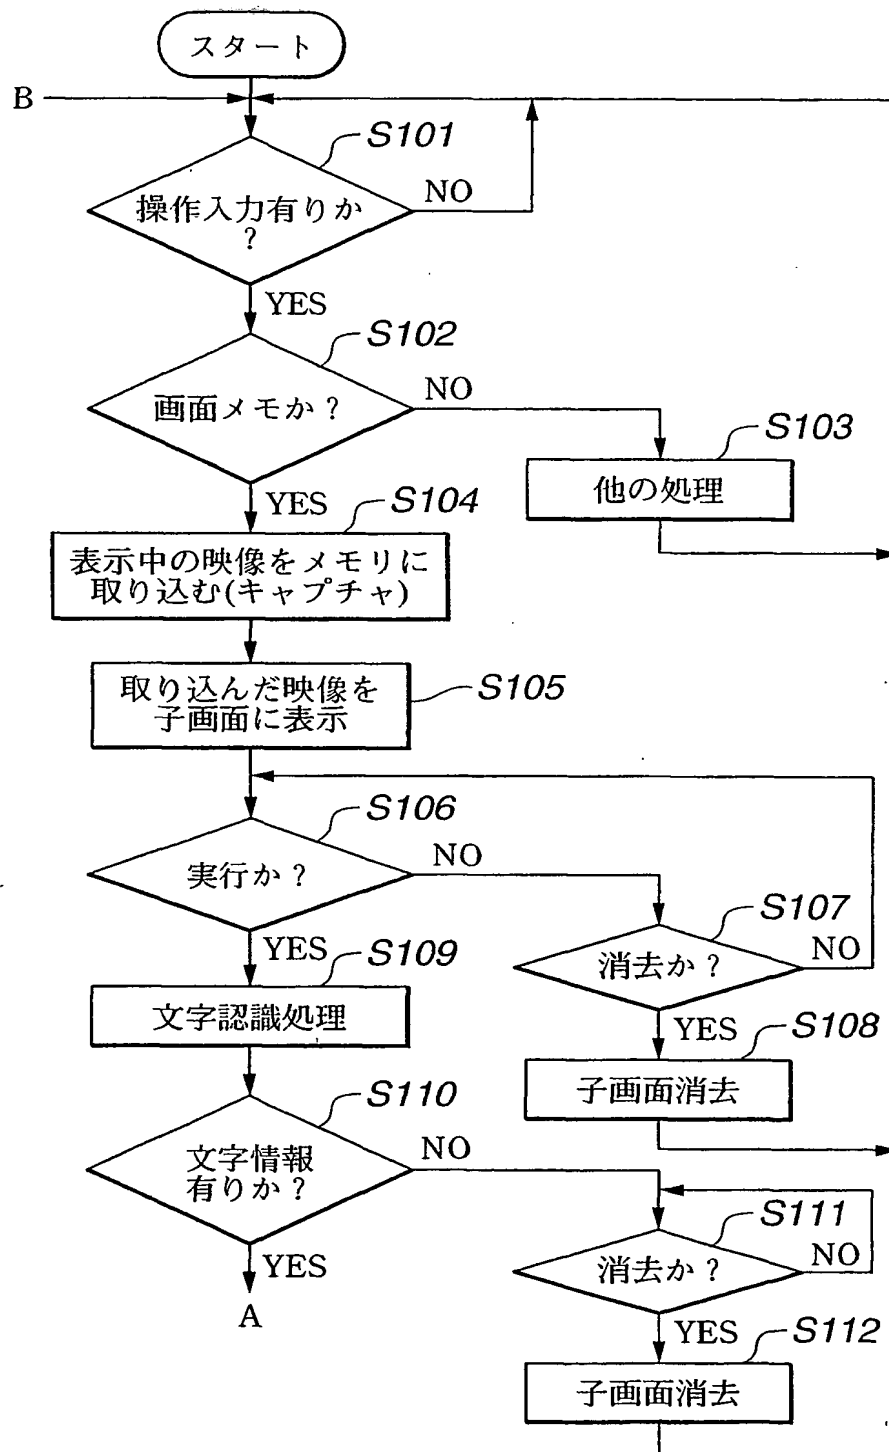 スタート
B
S101
操作入力有りか
?
NO
YES
S102
画面メモか?
NO
S103
他の処理
YES
S104
表示中の映像をメモリに
取り込む(キャプチャ)
取り込んだ映像を
子画面に表示
S105
S106
実行か?
NO
S107
消去か?
NO
YES
S109
文字認識処理
YES
S108
子画面消去
S110
文字情報
有りか?
NO
S111
消去か?
NO
YES
A
YES
S112
子画面消去